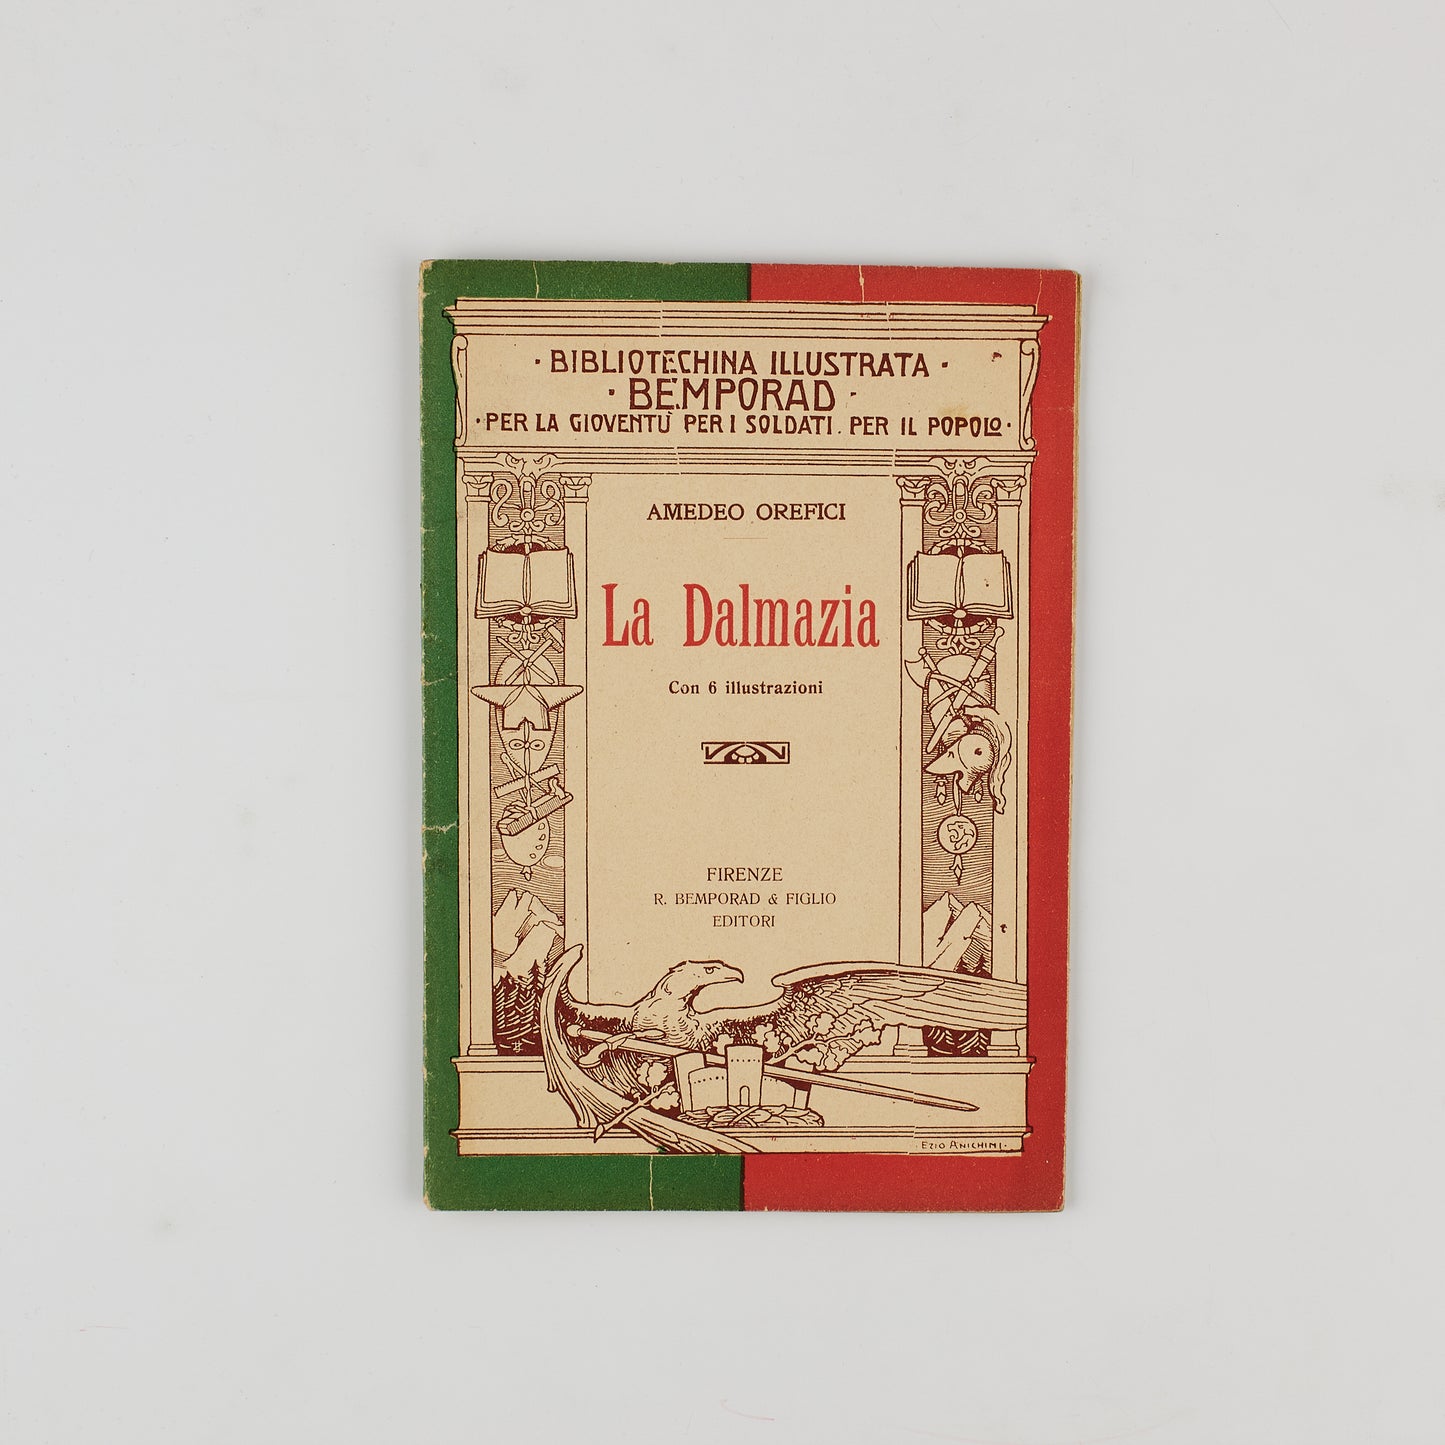 · BIBLIOTECHINA ILLUSTRATA ·
· BEMPORAD ·
· PER LA GIOVENTÙ PER I SOLDATI . PER IL POPOLO ·
AMEDEO OREFICI
La Dalmazia
Con 6 illustrazioni
FIRENZE
R. BEMPORAD & FIGLIO
EDITORI
· EZIO ANICHINI ·